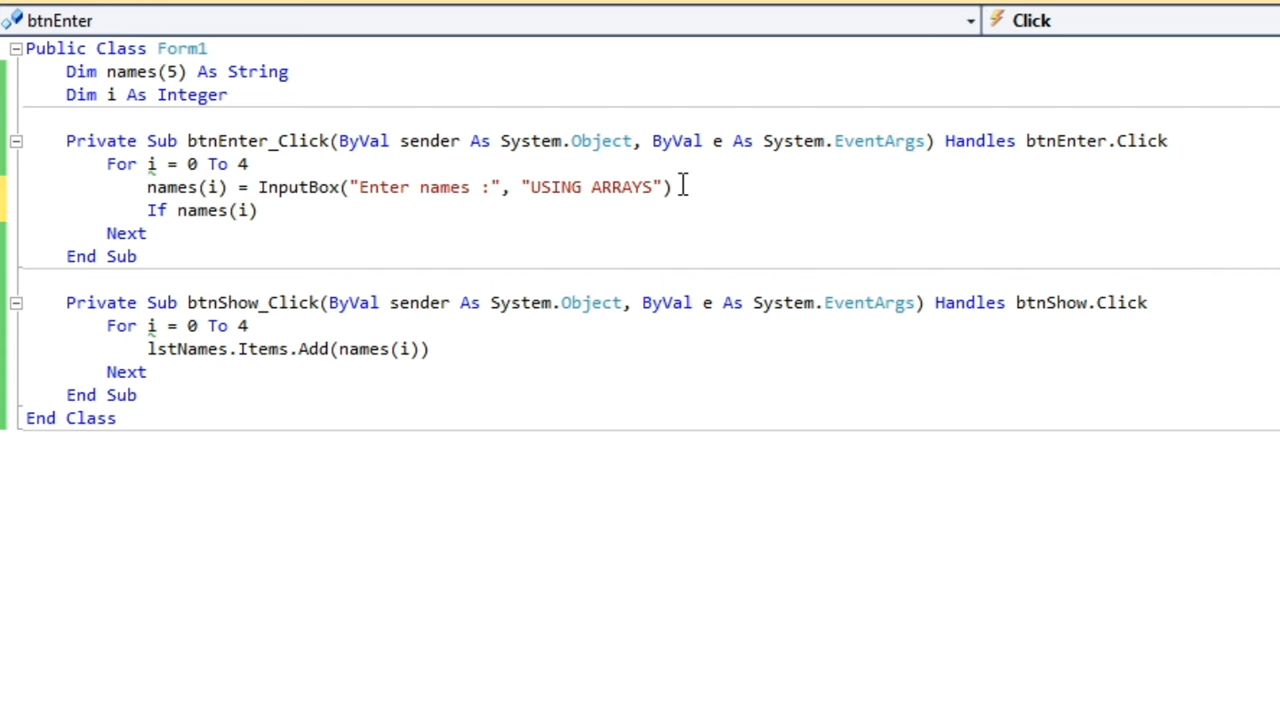 btnEnter Click
Public Class Form1
Dim names(5) As String
Dim i As Integer
Private Sub btnEnter_Click(ByVal sender As System.Object, ByVal e As System.EventArgs) Handles btnEnter.Click
For i = 0 To 4
names(i) = InputBox("Enter names :", "USING ARRAYS")
If names(i)
Next
End Sub
Private Sub btnShow_Click(ByVal sender As System.Object, ByVal e As System.EventArgs) Handles btnShow.Click
For i = 0 To 4
lstNames.Items.Add(names(i))
Next
End Sub
End Class